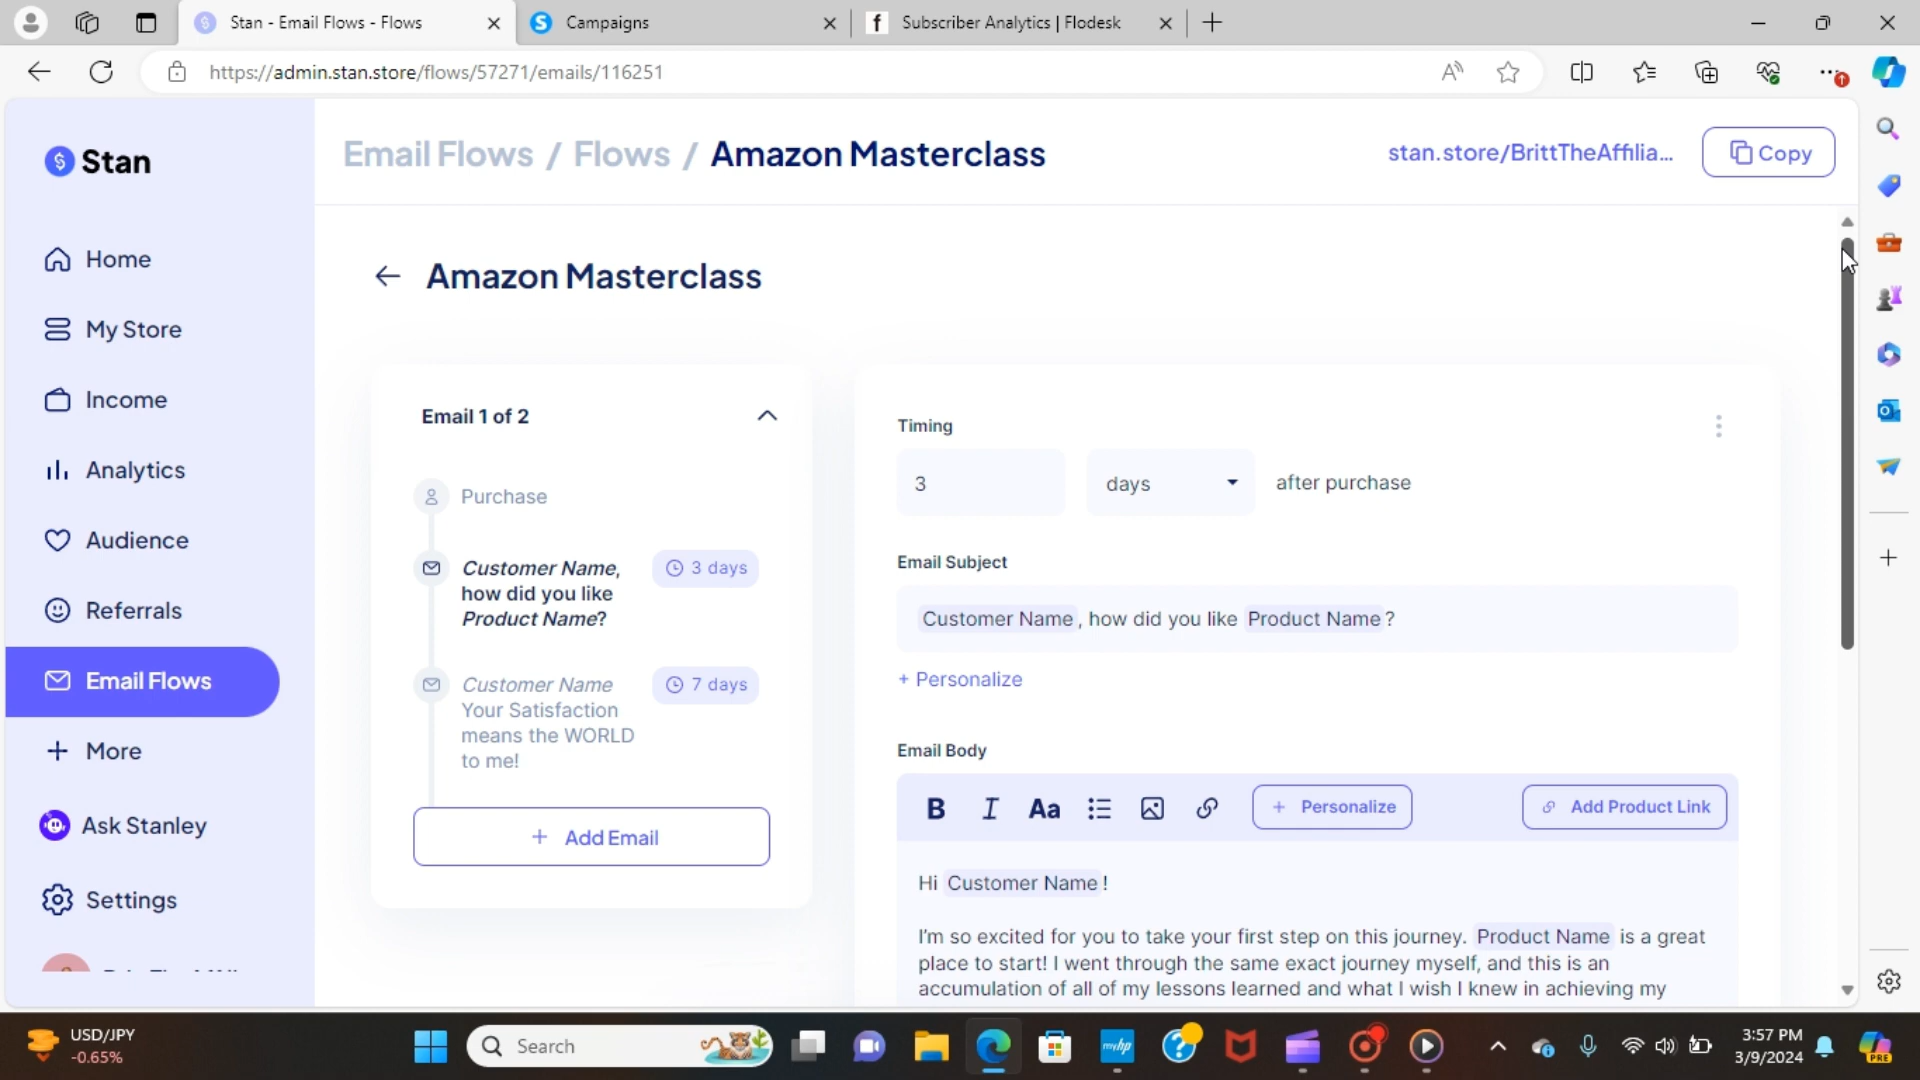 Stan - Email Flows - Flows
Campaigns
f Subscriber Analytics | Flodesk
https://admin.stan.store/flows/57271/emails/116251
Stan
Email Flows / Flows / Amazon Masterclass
stan.store/BrittTheAffilia...
Copy
Home
My Store
Income
Analytics
Audience
Referrals
Email Flows
More
Ask Stanley
Settings
Amazon Masterclass
Email 1 of 2
Purchase
Customer Name,
how did you like
Product Name?
3 days
Customer Name
Your Satisfaction
means the WORLD
to me!
7 days
+ Add Email
Timing
3
days
after purchase
Email Subject
Customer Name , how did you like Product Name ?
+ Personalize
Email Body
B I Aa
+ Personalize
Add Product Link
Hi Customer Name !
I'm so excited for you to take your first step on this journey. Product Name is a great
place to start! I went through the same exact journey myself, and this is an
accumulation of all of my lessons learned and what I wish I knew in achieving my
USD/JPY
-0.65%
Search
myhp
3:57 PM
3/9/2024
PRE